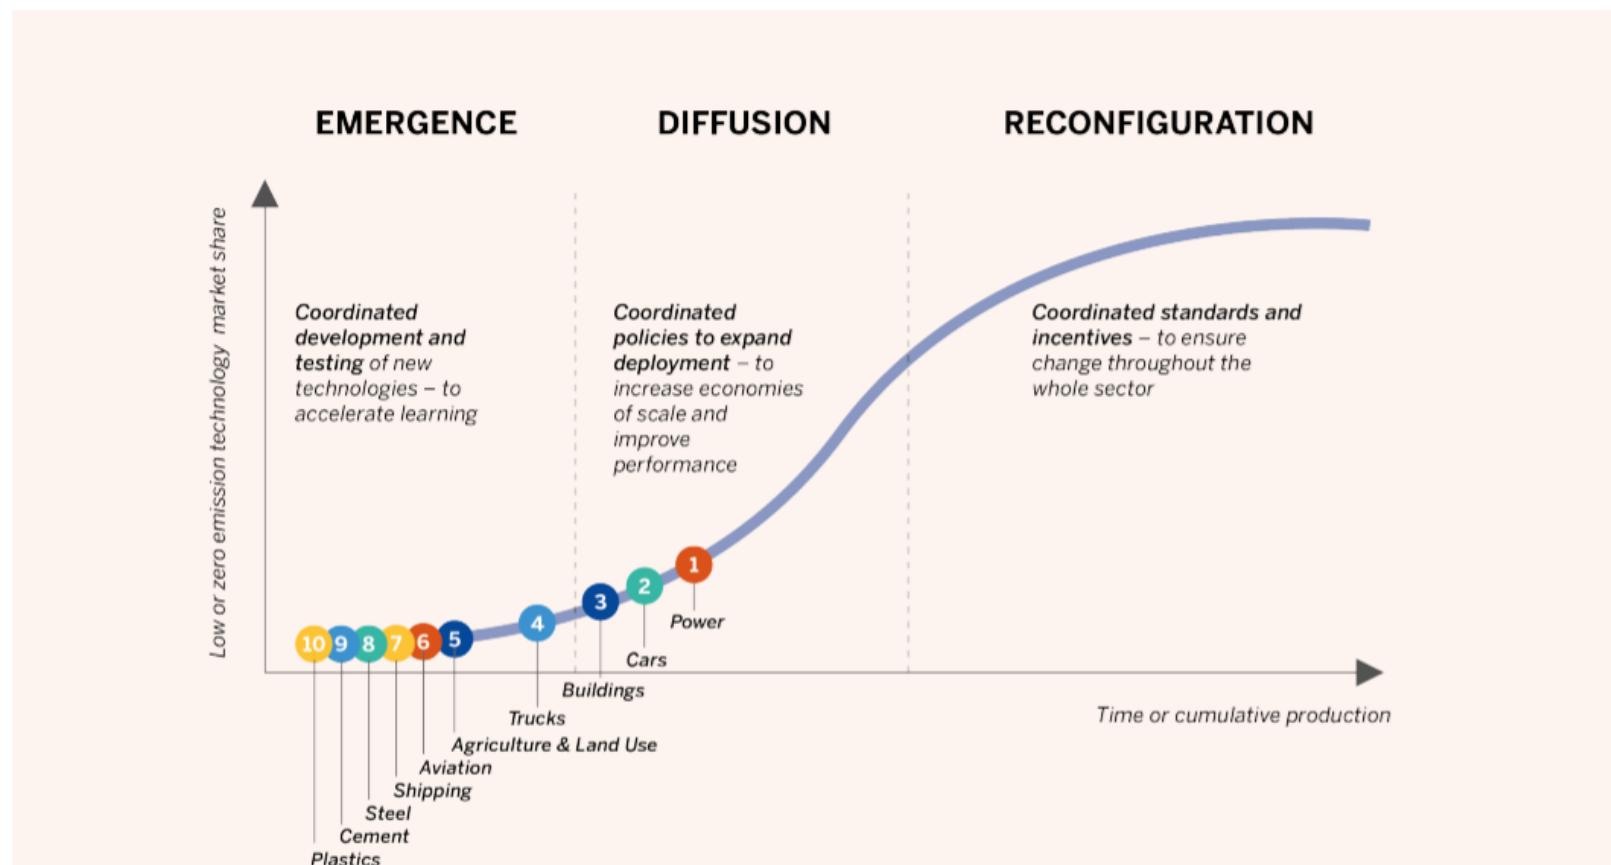 EMERGENCE
DIFFUSION
RECONFIGURATION
Low or zero emission technology market share
Coordinated
development and
testing of new
technologies – to
accelerate learning
Coordinated
policies to expand
deployment – to
increase economies
of scale and
improve
performance
Coordinated standards and
incentives – to ensure
change throughout the
whole sector
10 9 8 7 6 5 4 3 2 1
Power
Cars
Buildings
Trucks
Agriculture & Land Use
Aviation
Shipping
Steel
Cement
Plastics
Time or cumulative production